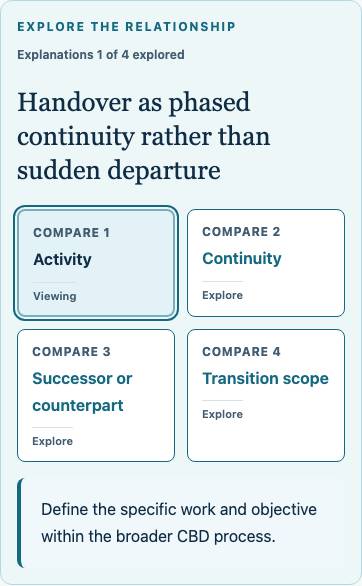 EXPLORE THE RELATIONSHIP
Explanations 1 of 4 explored
Handover as phased
continuity rather than
sudden departure
COMPARE 1
Activity
Viewing
COMPARE 2
Continuity
Explore
COMPARE 3
Successor or
counterpart
Explore
COMPARE 4
Transition scope
Explore
Define the specific work and objective
within the broader CBD process.